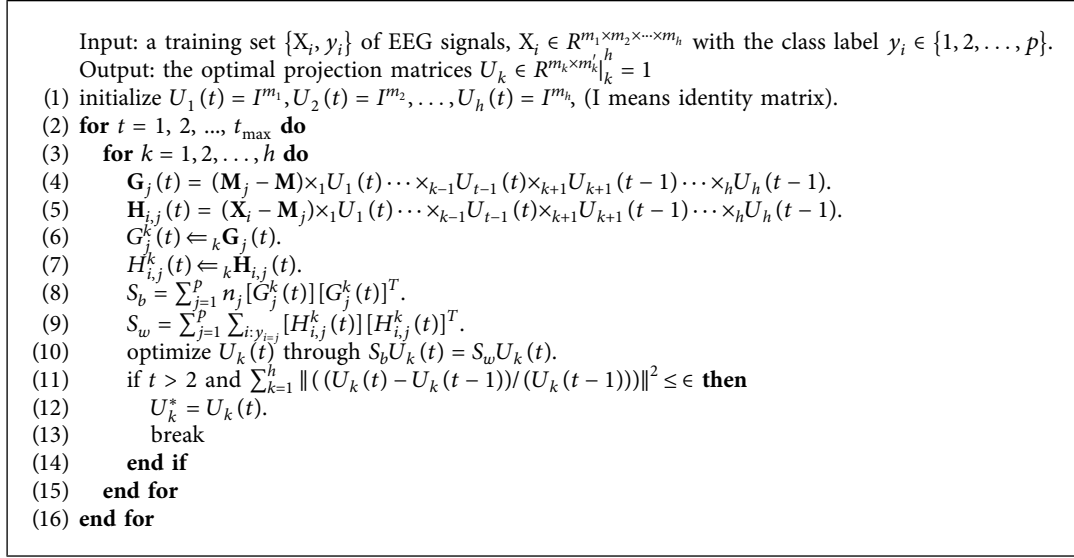 Input: a training set {X_i, y_i} of EEG signals, X_i ∈ R^{m_1×m_2×⋯×m_h} with the class label y_i ∈ {1, 2, . . . , p}.
Output: the optimal projection matrices U_k ∈ R^{m_k×m_k^′}|_k^h = 1
(1) initialize U_1(t) = I^{m_1}, U_2(t) = I^{m_2}, . . . , U_h(t) = I^{m_h}, (I means identity matrix).
(2) for t = 1, 2, ..., t_max do
(3) for k = 1, 2, . . . , h do
(4) G_j(t) = (M_j − M)×_1U_1(t)⋯×_{k−1}U_{t−1}(t)×_{k+1}U_{k+1}(t − 1)⋯×_hU_h(t − 1).
(5) H_{i,j}(t) = (X_i − M_j)×_1U_1(t)⋯×_{k−1}U_{t−1}(t)×_{k+1}U_{k+1}(t − 1)⋯×_hU_h(t − 1).
(6) G_j^k(t) ⇐ _kG_j(t).
(7) H_{i,j}^k(t) ⇐ _kH_{i,j}(t).
(8) S_b = ∑_{j=1}^p n_j[G_j^k(t)][G_j^k(t)]^T.
(9) S_w = ∑_{j=1}^p ∑_{i:y_{i=j}} [H_{i,j}^k(t)][H_{i,j}^k(t)]^T.
(10) optimize U_k(t) through S_bU_k(t) = S_wU_k(t).
(11) if t > 2 and ∑_{k=1}^h ‖((U_k(t) − U_k(t − 1))/(U_k(t − 1)))‖^2 ≤ ϵ then
(12) U_k^* = U_k(t).
(13) break
(14) end if
(15) end for
(16) end for